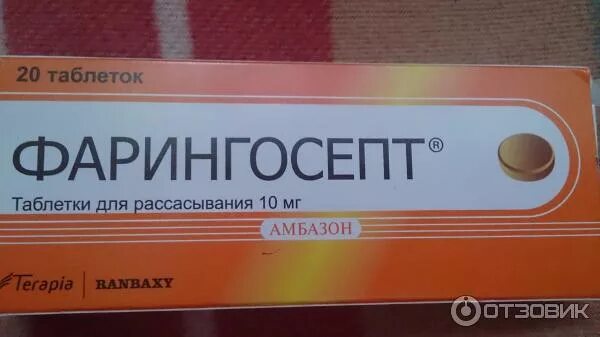 20 таблеток
ФАРИНГОСЕПТ®
Таблетки для рассасывания 10 мг
АМБАЗОН
Terapia RANBAXY
ОТЗОВИК